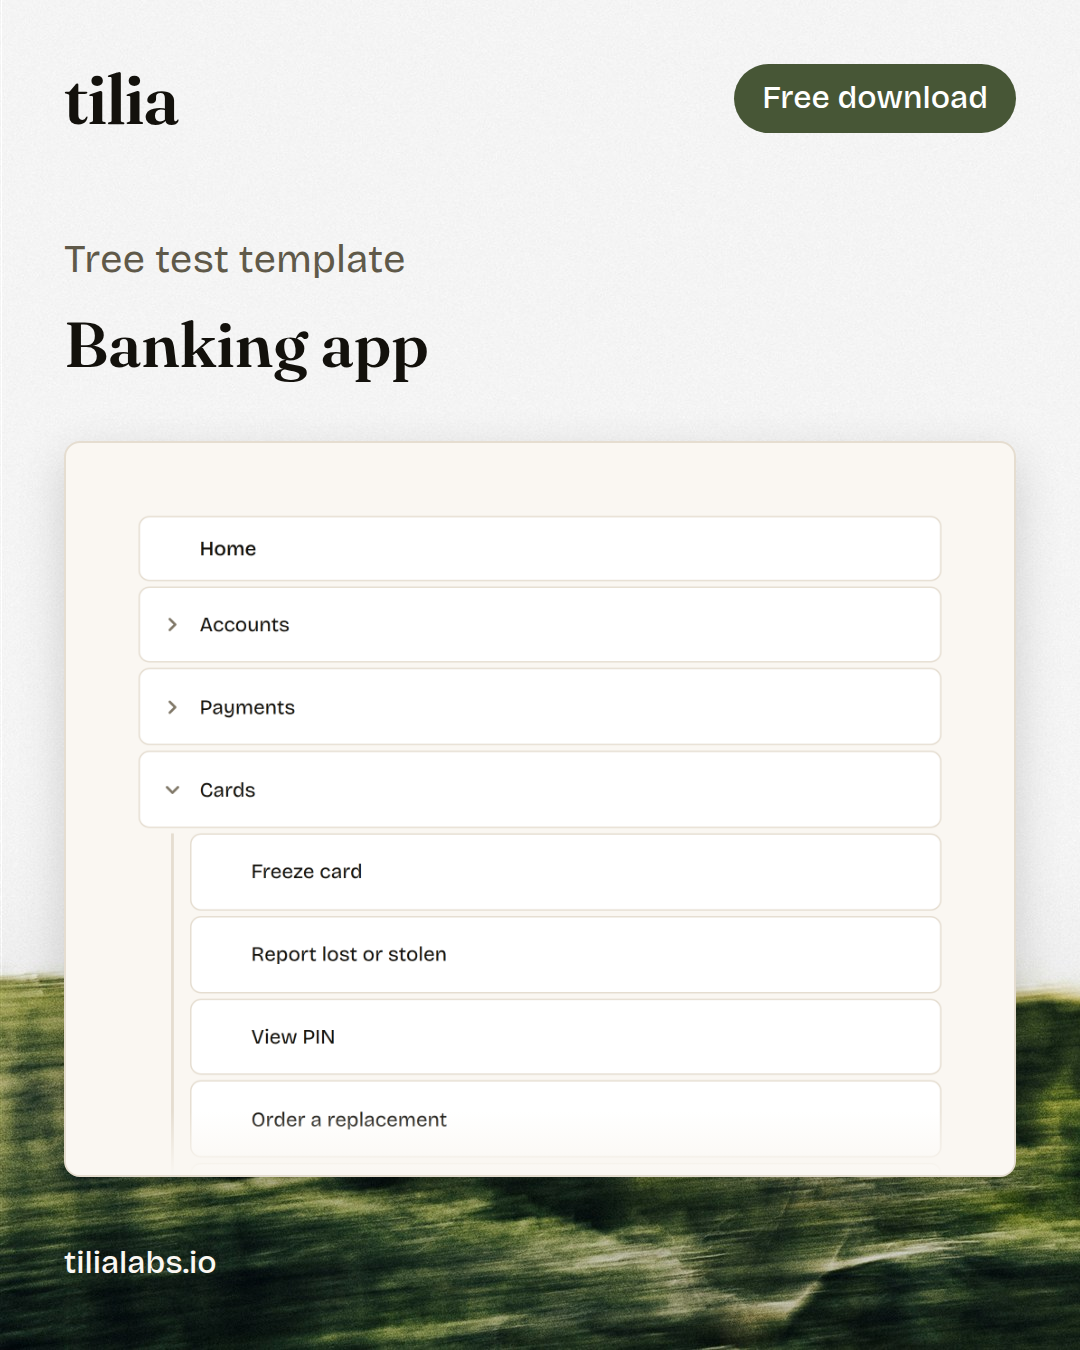 tilia
Free download
Tree test template
Banking app
Home
Accounts
Payments
Cards
Freeze card
Report lost or stolen
View PIN
Order a replacement
tilialabs.io